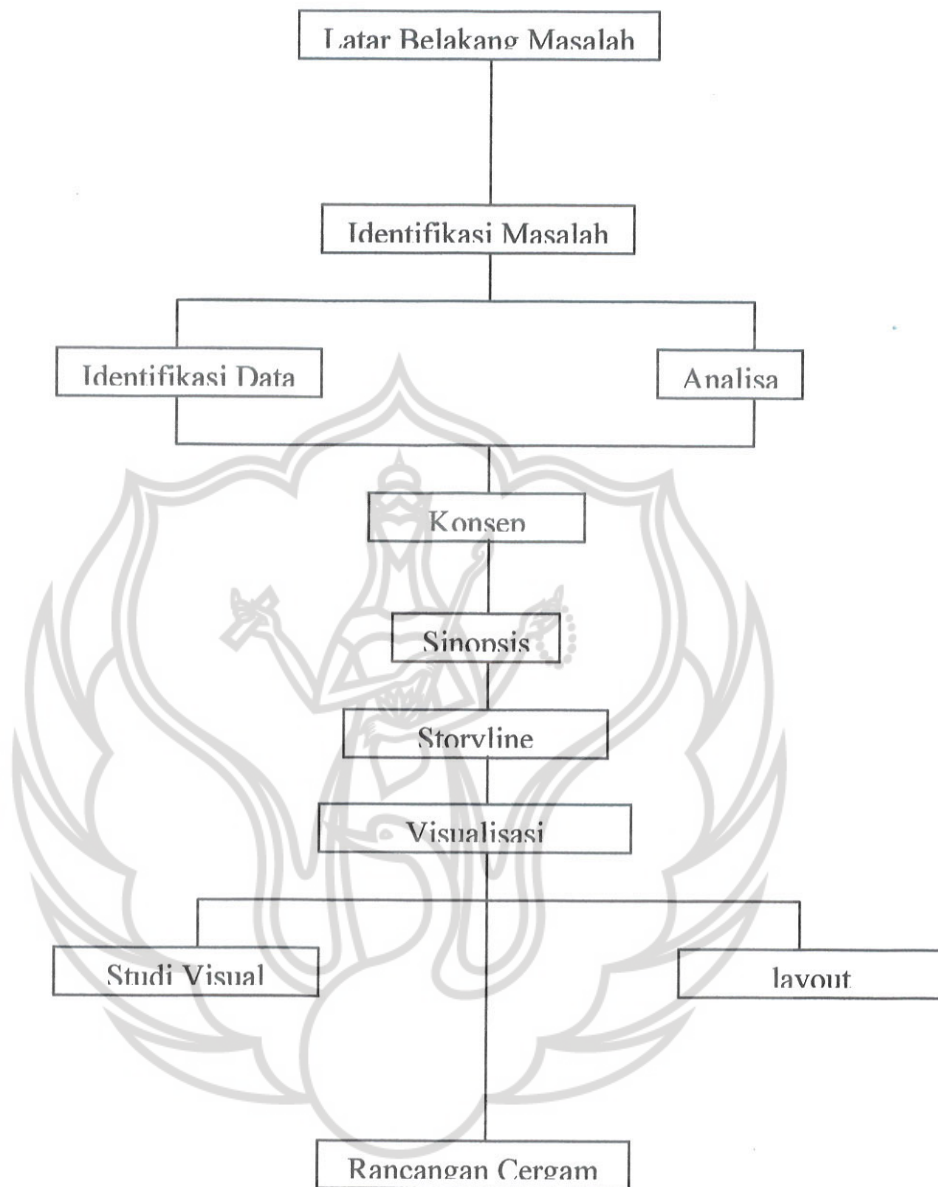 Latar Belakang Masalah
Identifikasi Masalah
Identifikasi Data
Analisa
Konsep
Sinopsis
Storyline
Visualisasi
Studi Visual
layout
Rancangan Cergam